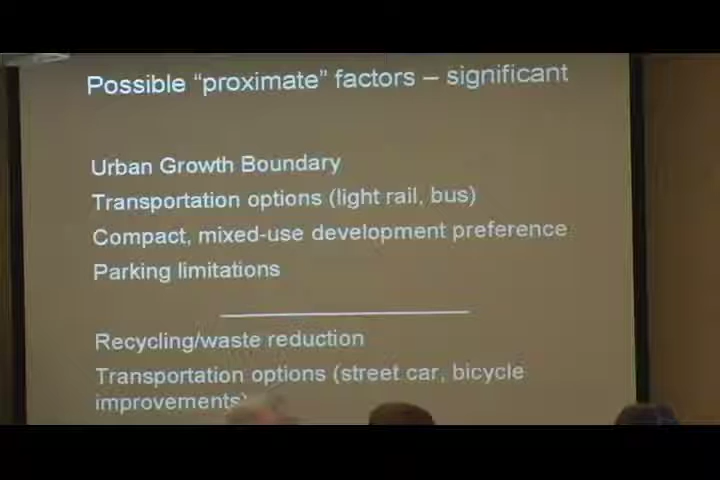 Possible “proximate” factors – significant
Urban Growth Boundary
Transportation options (light rail, bus)
Compact, mixed-use development preference
Parking limitations
Recycling/waste reduction
Transportation options (street car, bicycle
improvements)